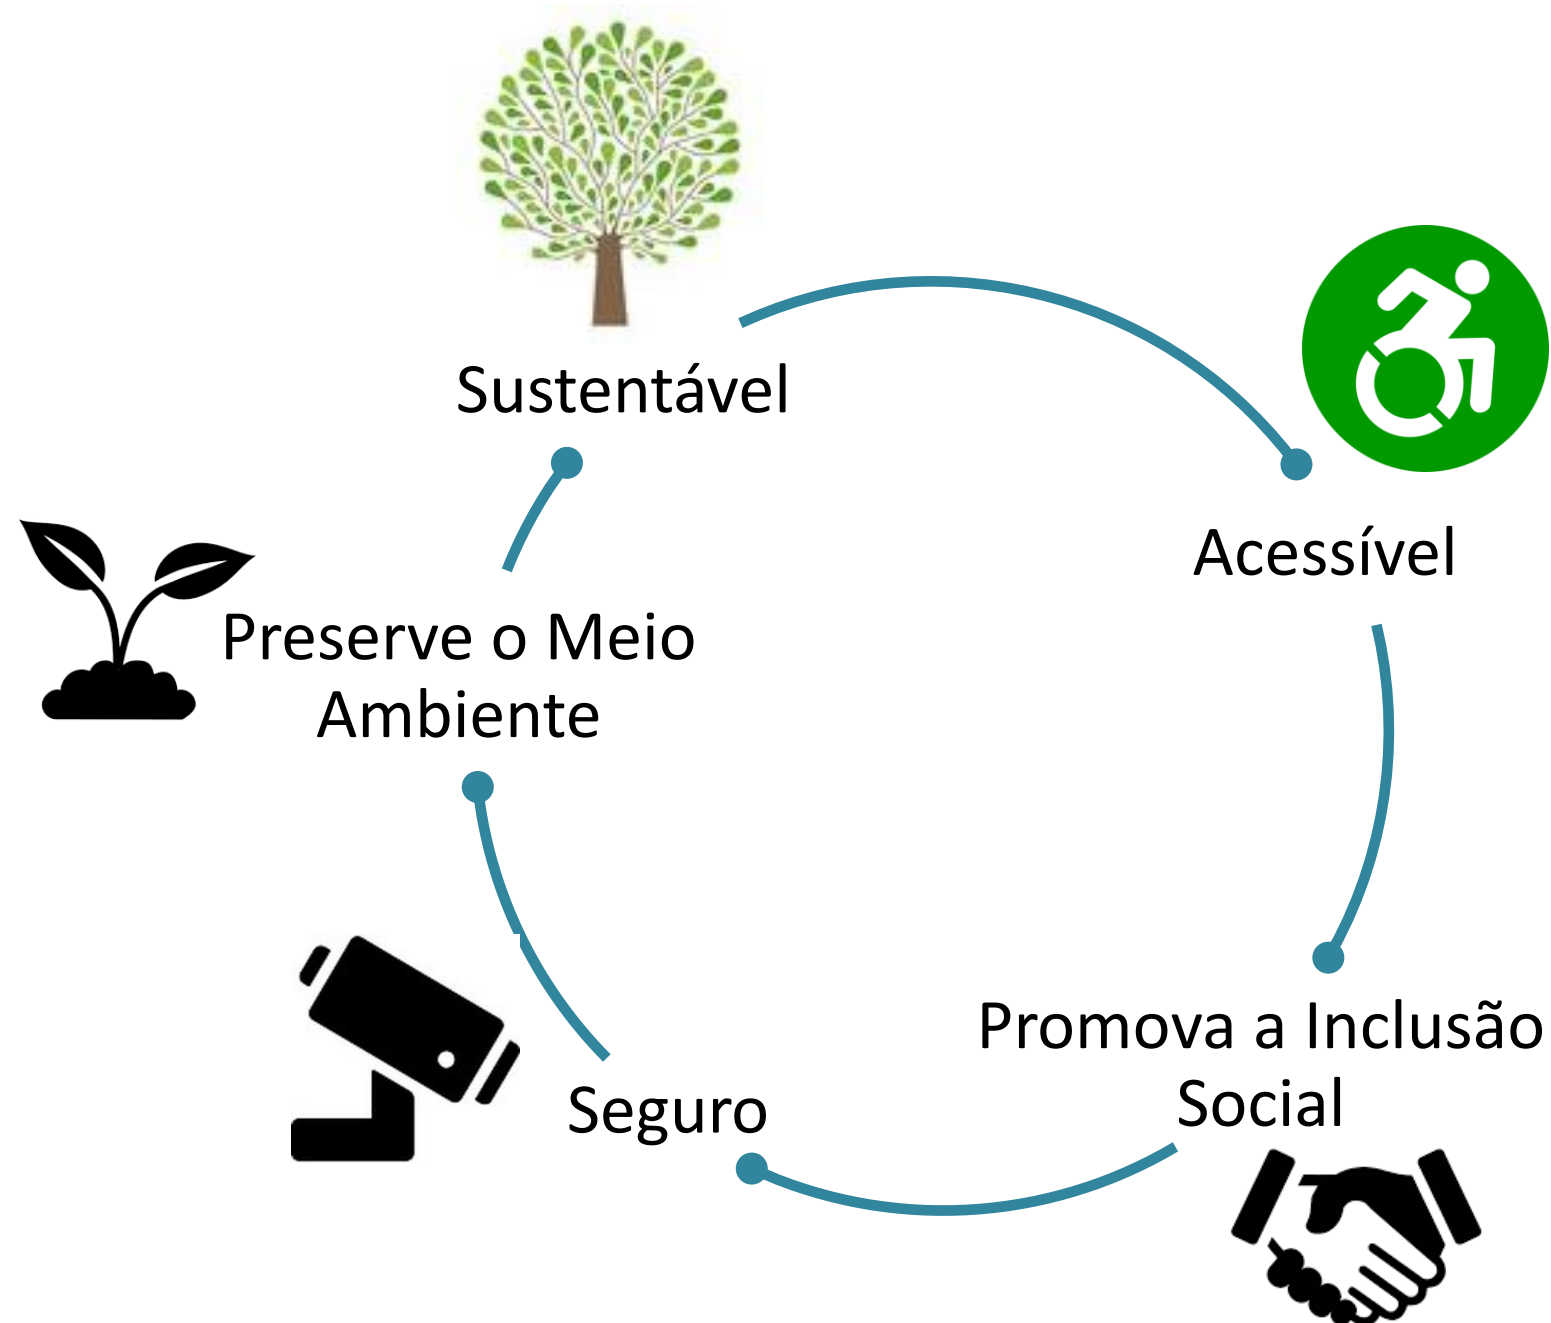 Sustentável
Acessível
Preserve o Meio
Ambiente
Promova a Inclusão
Social
Seguro